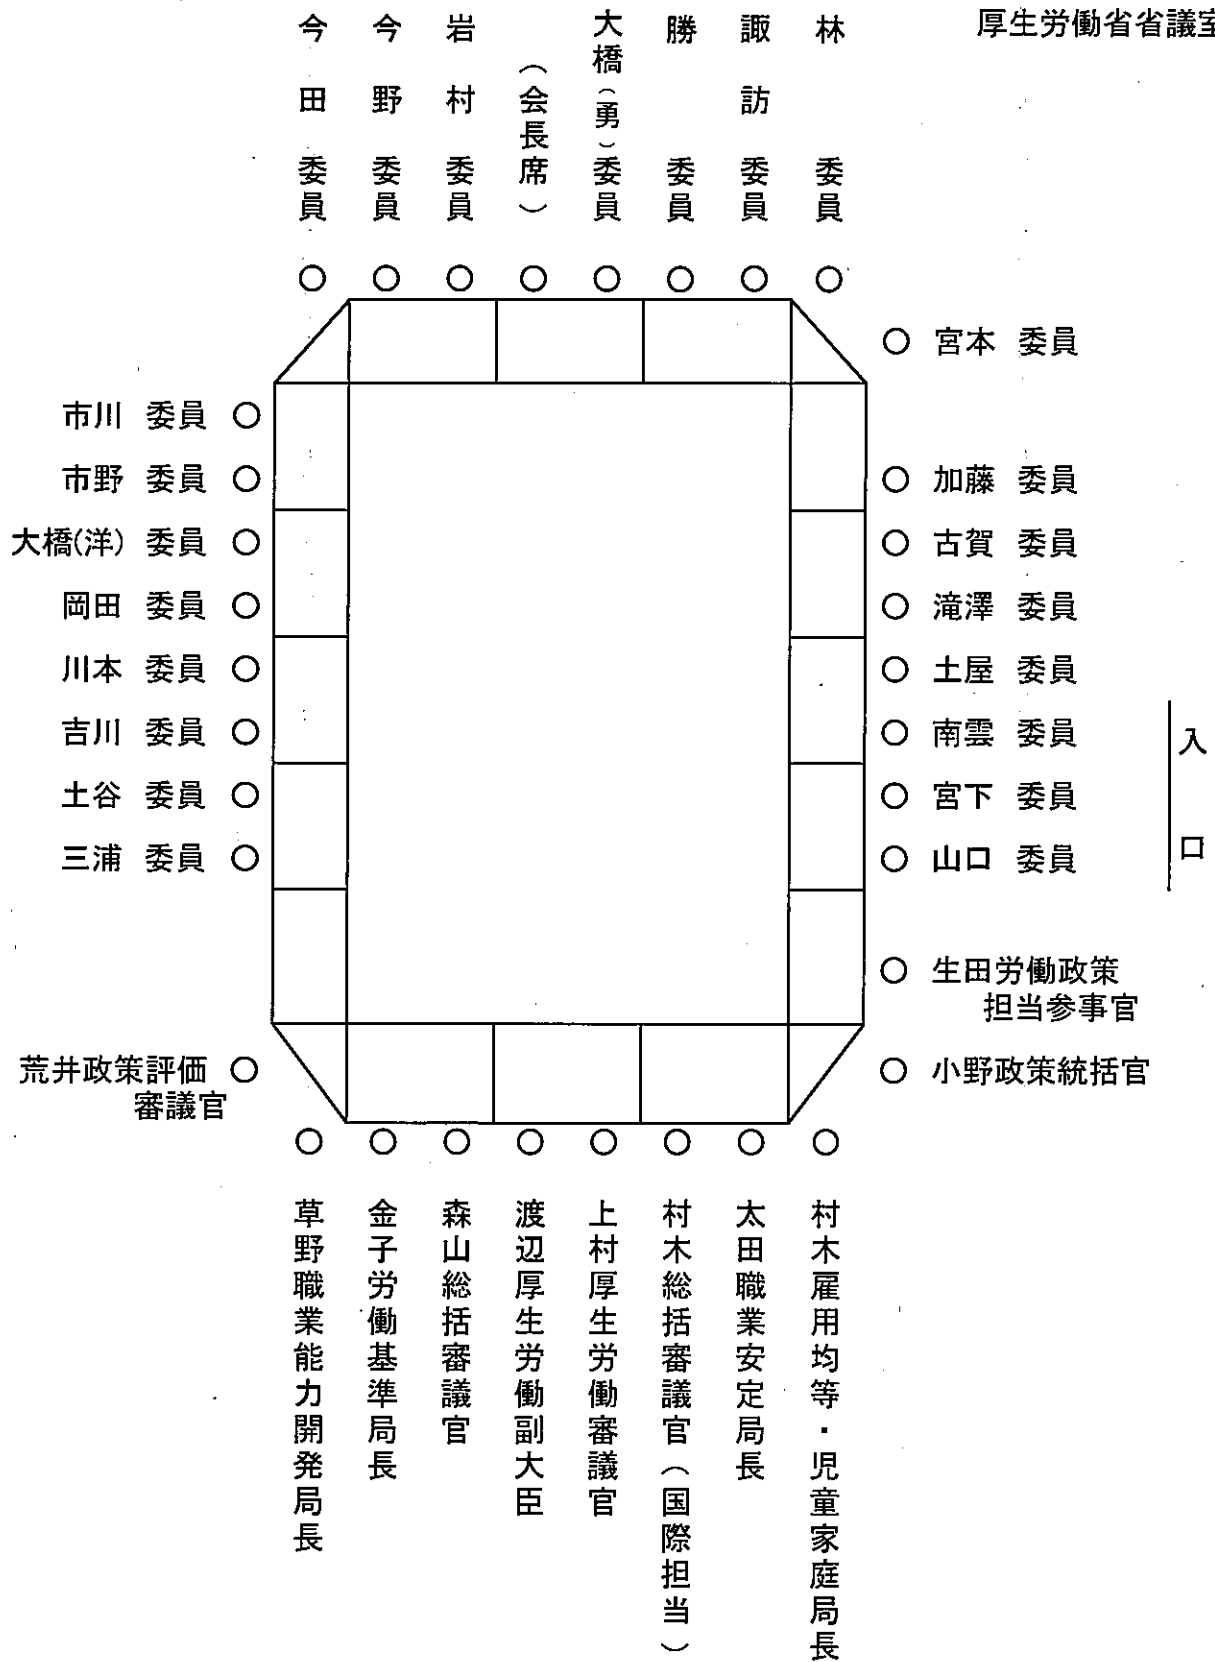 厚生労働省省議室
今田 委員
今野 委員
岩村 委員
（会長席）
大橋（勇）委員
勝 委員
諏訪 委員
林 委員
宮本 委員
市川 委員
市野 委員
大橋(洋) 委員
岡田 委員
川本 委員
吉川 委員
土谷 委員
三浦 委員
加藤 委員
古賀 委員
滝澤 委員
土屋 委員
南雲 委員
宮下 委員
山口 委員
入口
生田労働政策
担当参事官
小野政策統括官
荒井政策評価
審議官
草野職業能力開発局長
金子労働基準局長
森山総括審議官
渡辺厚生労働副大臣
上村厚生労働審議官
村木総括審議官（国際担当）
太田職業安定局長
村木雇用均等・児童家庭局長